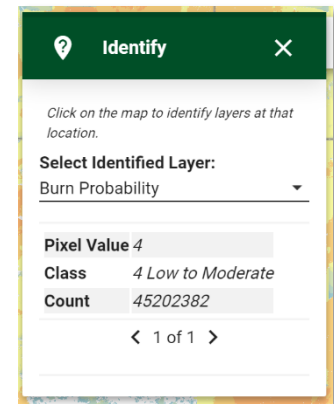 Identify
Click on the map to identify layers at that
location.
Select Identified Layer:
Burn Probability
Pixel Value 4
Class 4 Low to Moderate
Count 45202382
1 of 1